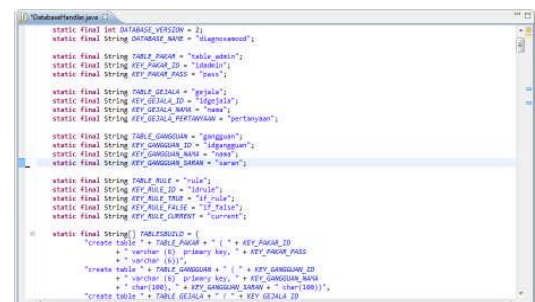 *DatabaseHandler.java
static final int DATABASE_VERSION = 2;
static final String DATABASE_NAME = "diagnosamood";
static final String TABLE_PAKAR = "table_admin";
static final String KEY_PAKAR_ID = "idadmin";
static final String KEY_PAKAR_PASS = "pass";
static final String TABLE_GEJALA = "gejala";
static final String KEY_GEJALA_ID = "idgejala";
static final String KEY_GEJALA_NAMA = "nama";
static final String KEY_GEJALA_PERTANYAAN = "pertanyaan";
static final String TABLE_GANGGUAN = "gangguan";
static final String KEY_GANGGUAN_ID = "idgangguan";
static final String KEY_GANGGUAN_NAMA = "nama";
static final String KEY_GANGGUAN_SARAN = "saran";
static final String TABLE_RULE = "rule";
static final String KEY_RULE_ID = "idrule";
static final String KEY_RULE_TRUE = "if_rule";
static final String KEY_RULE_FALSE = "if_false";
static final String KEY_RULE_CURRENT = "current";
static final String[] TABLESBUILD = {
"create table " + TABLE_PAKAR + " ( " + KEY_PAKAR_ID
+ " varchar (6) primary key, " + KEY_PAKAR_PASS
+ " varchar (6))",
"create table " + TABLE_GANGGUAN + " ( " + KEY_GANGGUAN_ID
+ " varchar (6) primary key, " + KEY_GANGGUAN_NAMA
+ " char(100), " + KEY_GANGGUAN_SARAN + " char(100))",
"create table " + TABLE_GEJALA + " ( " + KEY_GEJALA_ID